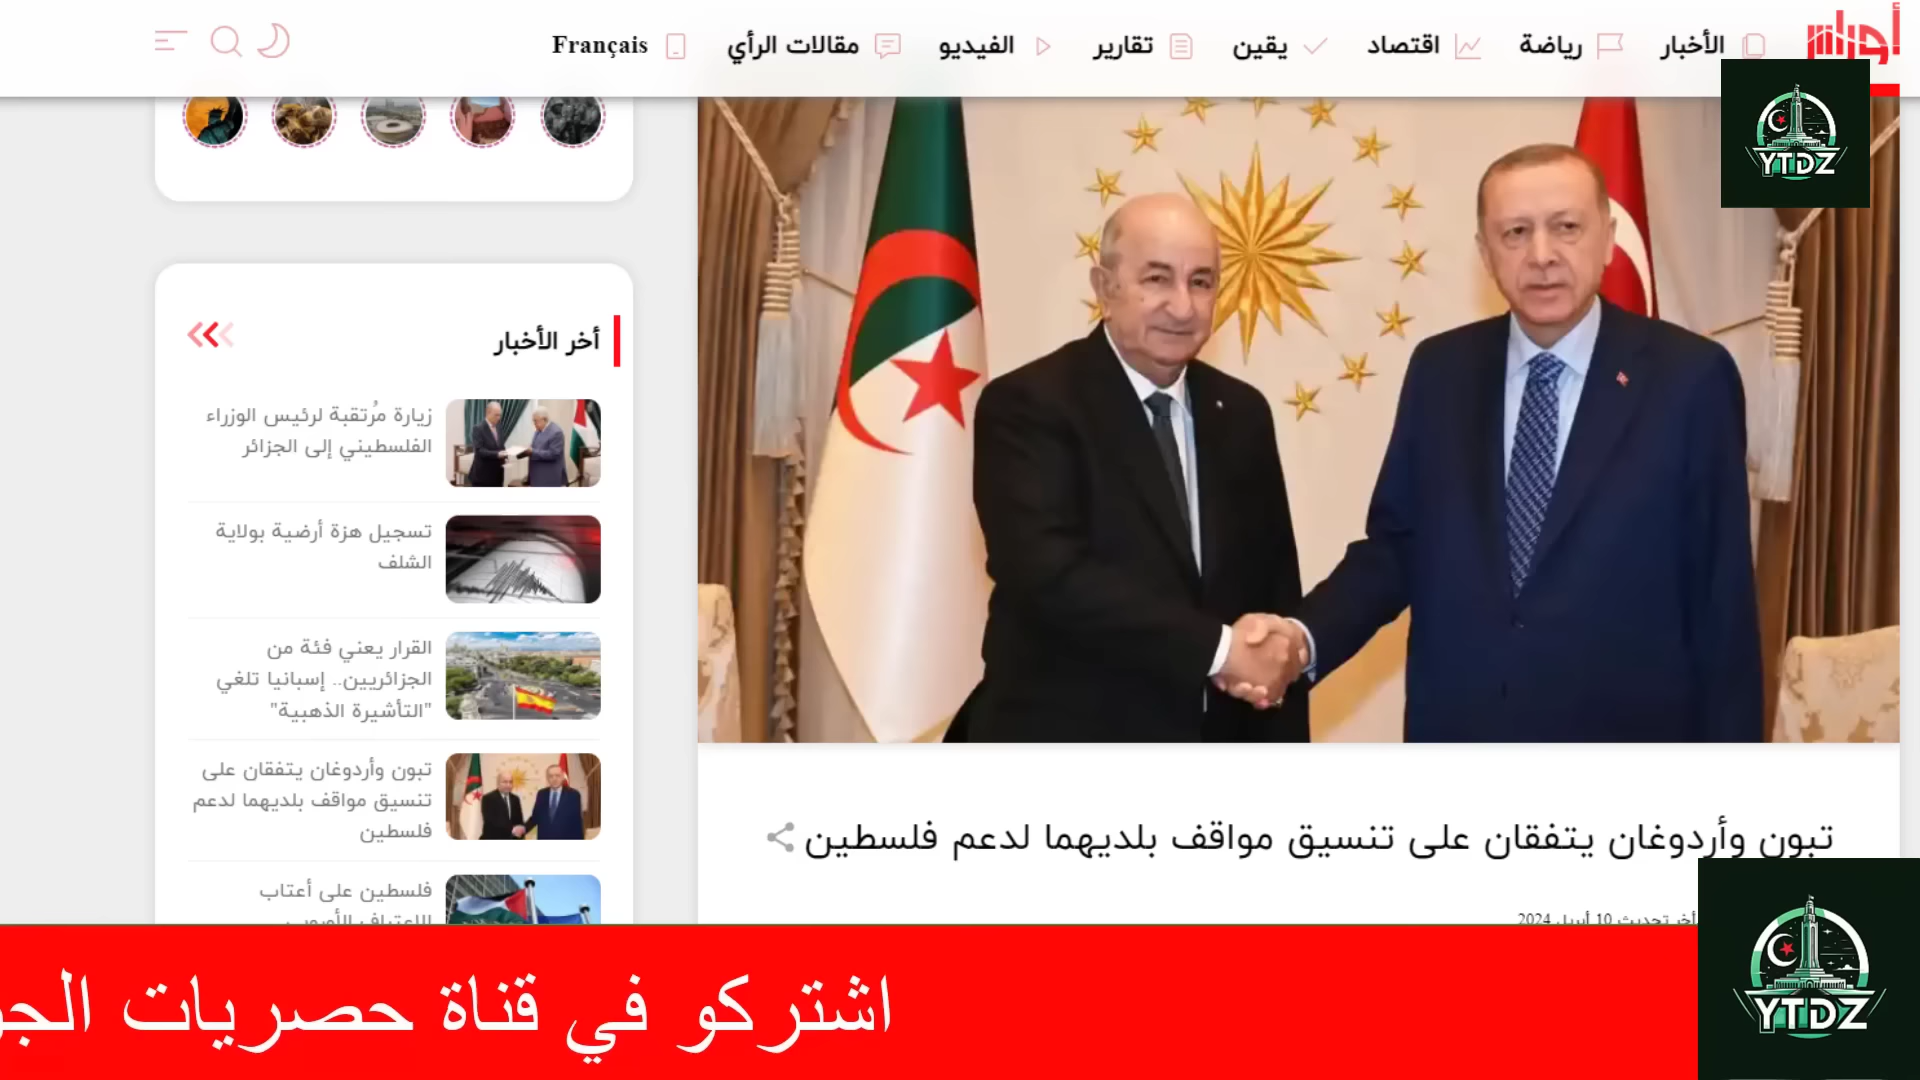 أوراس
الأخبار
رياضة
اقتصاد
يقين
تقارير
الفيديو
مقالات الرأي
Français
YTDZ
أخر الأخبار
زيارة مُرتقبة لرئيس الوزراء
الفلسطيني إلى الجزائر
تسجيل هزة أرضية بولاية
الشلف
القرار يعني فئة من
الجزائريين.. إسبانيا تلغي
"التأشيرة الذهبية"
تبون وأردوغان يتفقان على
تنسيق مواقف بلديهما لدعم
فلسطين
فلسطين على أعتاب
الاعتراف الأوروبي
تبون وأردوغان يتفقان على تنسيق مواقف بلديهما لدعم فلسطين
أخر تحديث 10 أبريل 2024
اشتركو في قناة حصريات
YTDZ